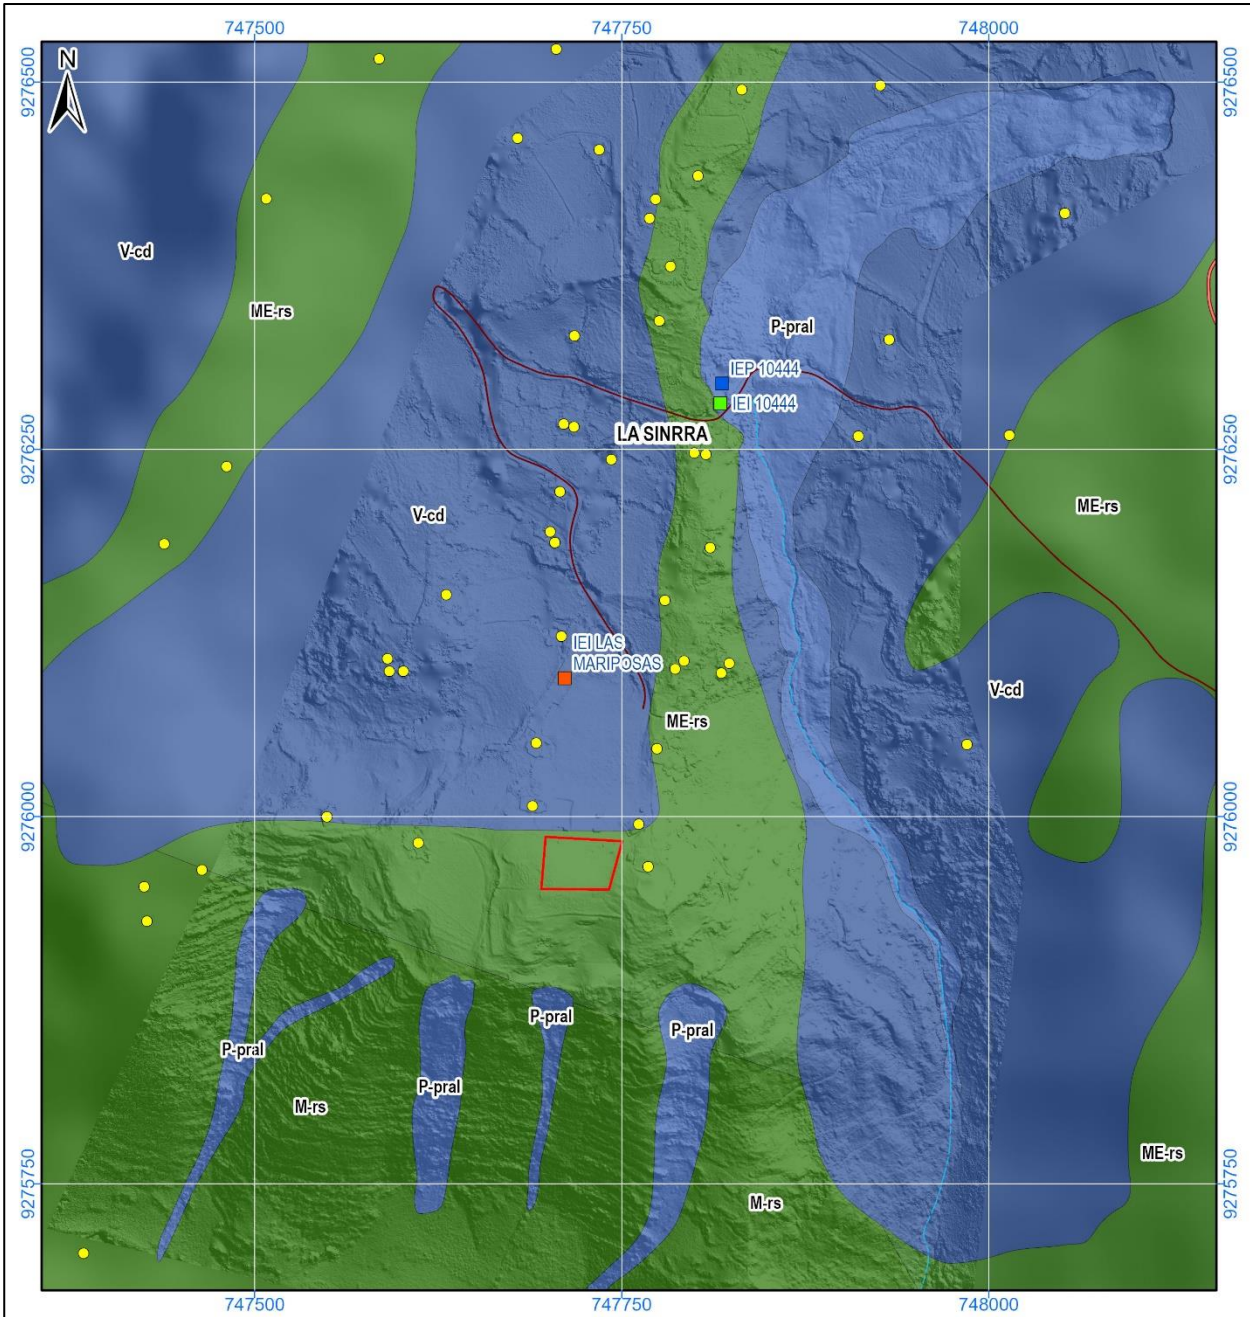 747500
747750
748000
9276500
9276500
N
V-cd
ME-rs
P-pral
IEP 10444
IEI 10444
LA SINRRA
9276250
9276250
V-cd
ME-rs
IEI LAS
MARIPOSAS
V-cd
ME-rs
9276000
9276000
P-pral
P-pral
P-pral
P-pral
M-rs
ME-rs
M-rs
9275750
9275750
747500
747750
748000